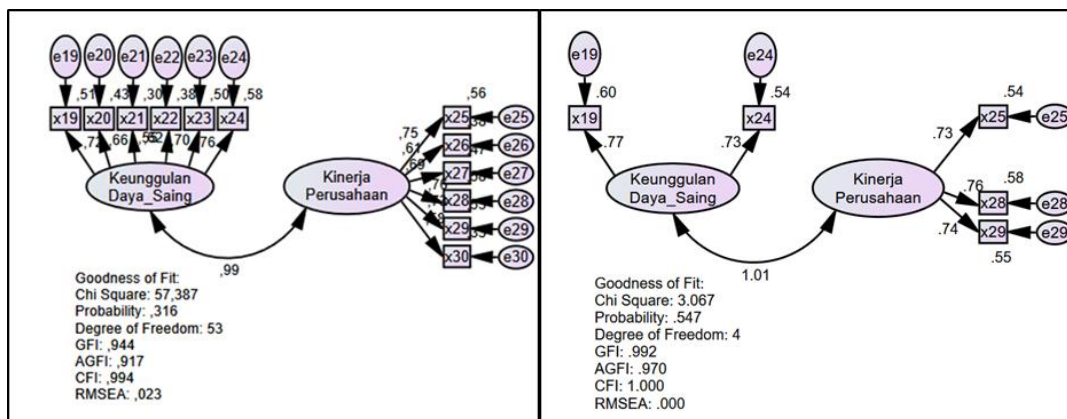 e19 e20 e21 e22 e23 e24
,51 ,43 ,30 ,38 ,50 ,58
x19 x20 x21 x22 x23 x24
,66 ,70 ,76
Keunggulan
Daya_Saing
Kinerja
Perusahaan
,56
,75 x25 e25
,61 x26 e26
,69 x27 e27
x28 e28
x29 e29
x30 e30
,99
Goodness of Fit:
Chi Square: 57,387
Probability: ,316
Degree of Freedom: 53
GFI: ,944
AGFI: ,917
CFI: ,994
RMSEA: ,023
e19 e24
.60 .54
x19 x24
.77 .73
Keunggulan
Daya_Saing
Kinerja
Perusahaan
.54
.73 x25 e25
.76 .58
x28 e28
.74 x29 e29
.55
1.01
Goodness of Fit:
Chi Square: 3.067
Probability: .547
Degree of Freedom: 4
GFI: .992
AGFI: .970
CFI: 1.000
RMSEA: .000